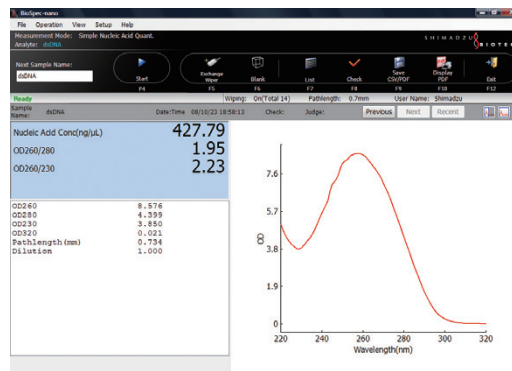 BioSpec-nano
File Operation View Setup Help
Measurement Mode: Simple Nucleic Acid Quant.
Analyte: dsDNA
SHIMADZU
BIOTECH
Next Sample Name:
dsDNA
Start
F4
Exchange Wiper
F5
Blank
F6
List
F7
Check
F8
Save CSV/PDF
F9
Display PDF
F10
Exit
F12
Ready Wiping: On(Total 14) Pathlength: 0.7mm User Name: Shimadzu
Sample Name: dsDNA Date:Time 08/10/23 18:58:13 Check: Judge: Previous Next Recent
Nucleic Acid Conc(ng/µL) 427.79
OD260/280 1.95
OD260/230 2.23
OD260 8.576
OD280 4.399
OD230 3.850
OD320 0.021
Pathlength(mm) 0.734
Dilution 1.000
OD
7.6
5.7
3.8
1.9
0
220 240 260 280 300 320
Wavelength(nm)